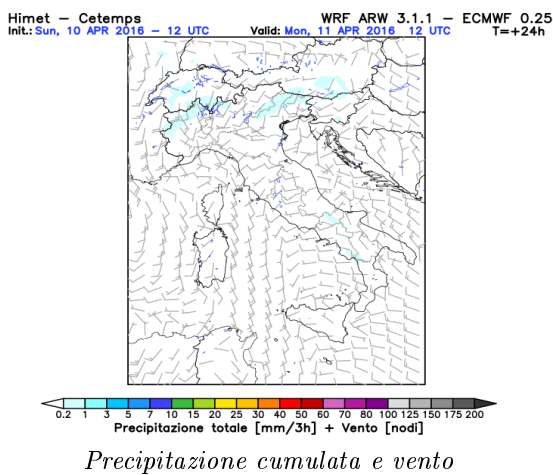 Himet - Cetemps WRF ARW 3.1.1 - ECMWF 0.25
Init.: Sun, 10 APR 2016 - 12 UTC Valid: Mon, 11 APR 2016 12 UTC T=+24h
0.2 1 3 5 7 10 15 20 25 30 40 50 60 70 80 100 125 150 175 200
Precipitazione totale [mm/3h] + Vento [nodi]
Precipitazione cumulata e vento